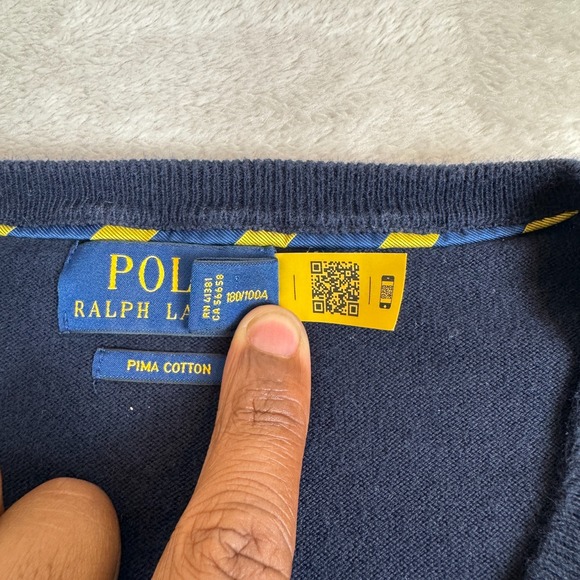 POL
RALPH LA
RN 41381
CA 56658
180/100A
PIMA COTTON